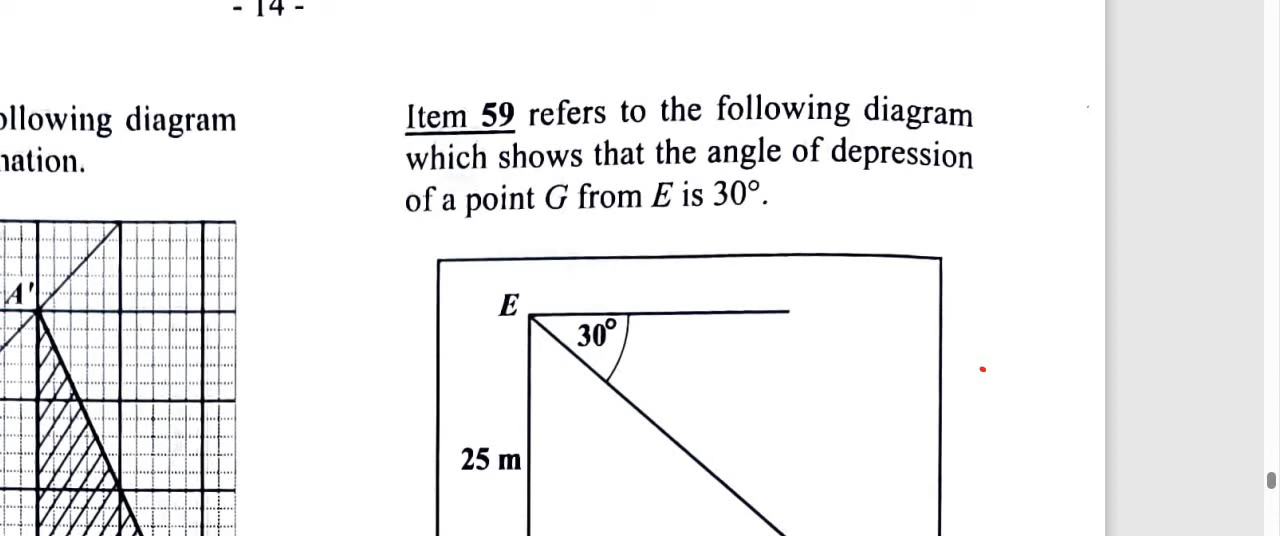 - 14 -
ollowing diagram
nation.
A'
Item 59 refers to the following diagram
which shows that the angle of depression
of a point G from E is 30°.
E
30°
25 m